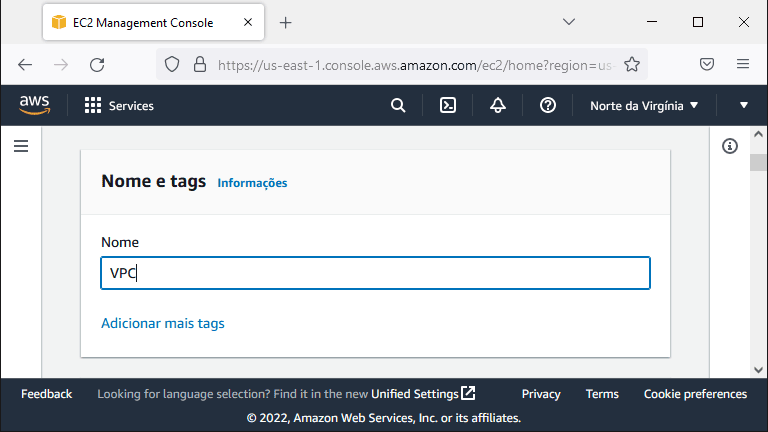 EC2 Management Console
https://us-east-1.console.aws.amazon.com/ec2/home?region=us-
aws Services Norte da Virgínia
Nome e tags Informações
Nome
VPC
Adicionar mais tags
Feedback Looking for language selection? Find it in the new Unified Settings Privacy Terms Cookie preferences
© 2022, Amazon Web Services, Inc. or its affiliates.